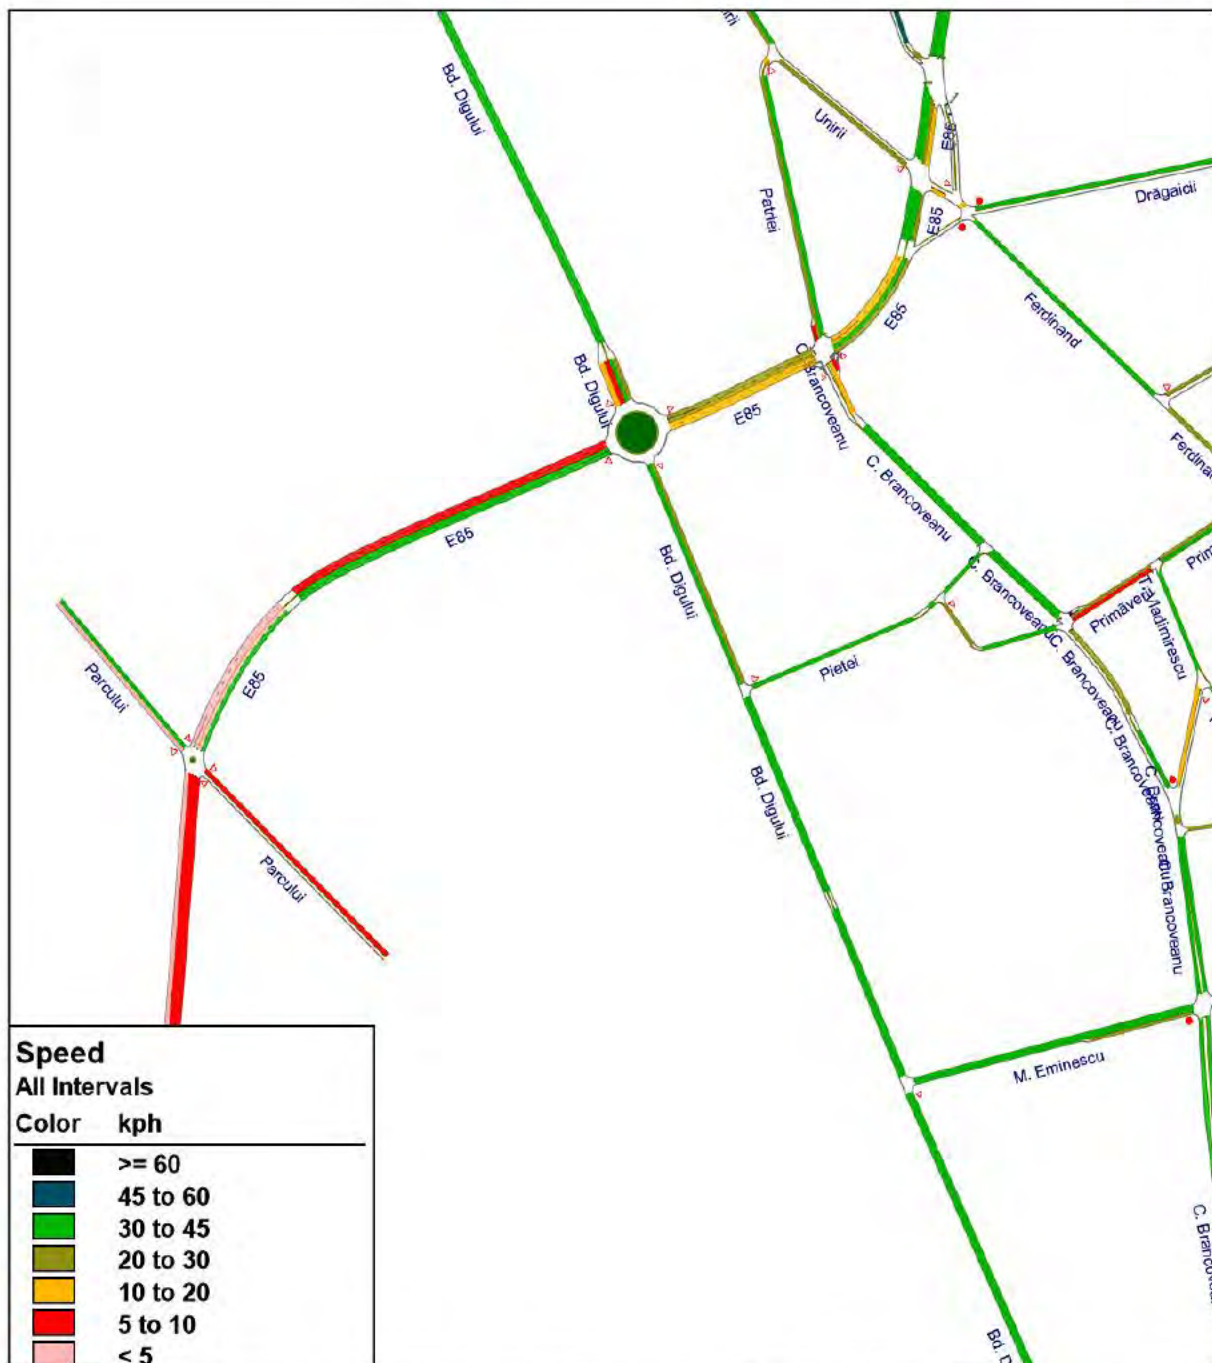 Bd. Digului
Unirii
E85
Drăgaicii
Patriei
E85
E85
Ferdinand
Bd. Digului
C. Brancoveanu
E85
C. Brancoveanu
E85
Bd. Digului
C. Brancoveanu
Primăverii
T. Vladimirescu
Pietei
Parcului
E85
C. Brancoveanu
C. Brancoveanu
C. Brancoveanu
Bd. Digului
Parcului
C. Brancoveanu
M. Eminescu
Speed
All Intervals
Color kph
>= 60
45 to 60
30 to 45
20 to 30
10 to 20
5 to 10
< 5